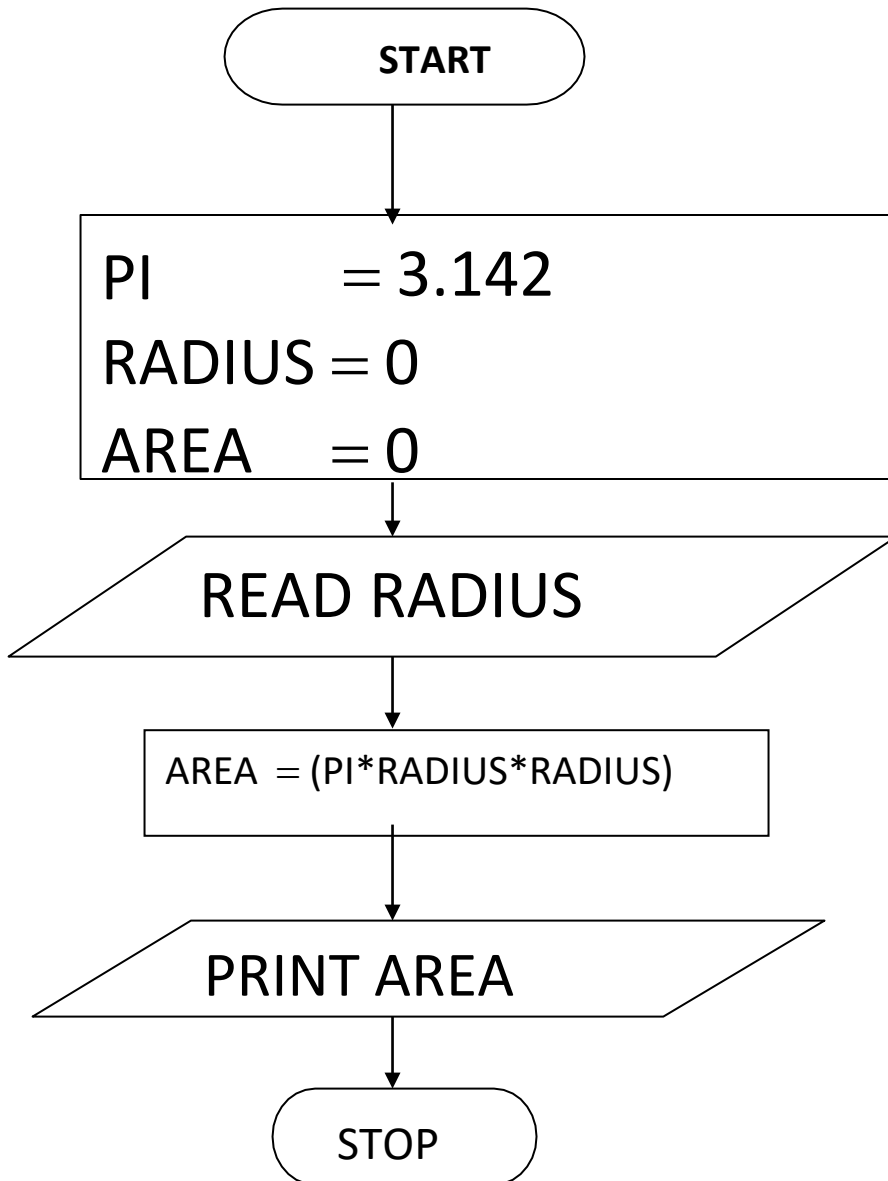 START
PI = 3.142
RADIUS = 0
AREA = 0
READ RADIUS
AREA = (PI*RADIUS*RADIUS)
PRINT AREA
STOP